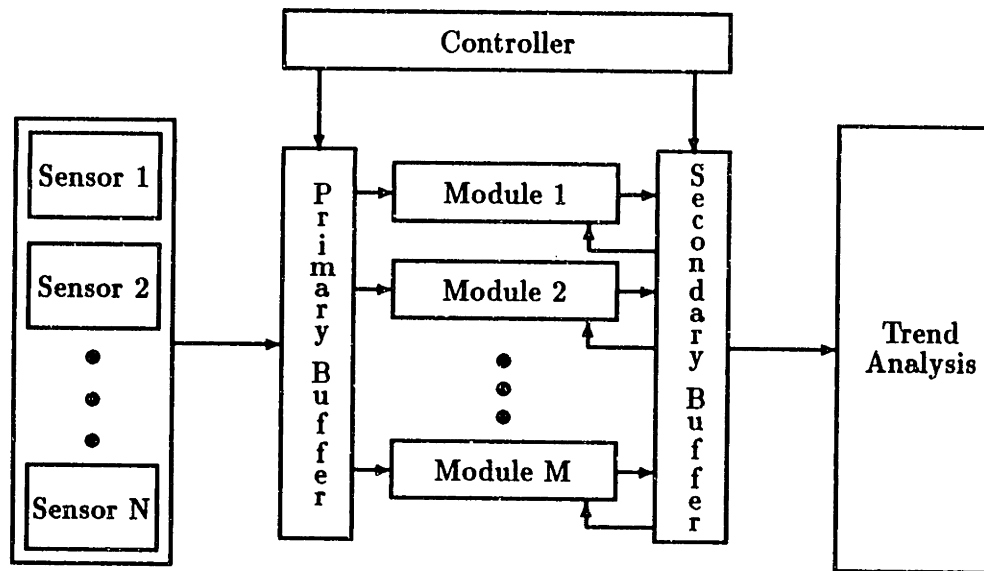 Controller
Sensor 1
Sensor 2
Sensor N
Primary Buffer
Module 1
Module 2
Module M
Secondary Buffer
Trend
Analysis